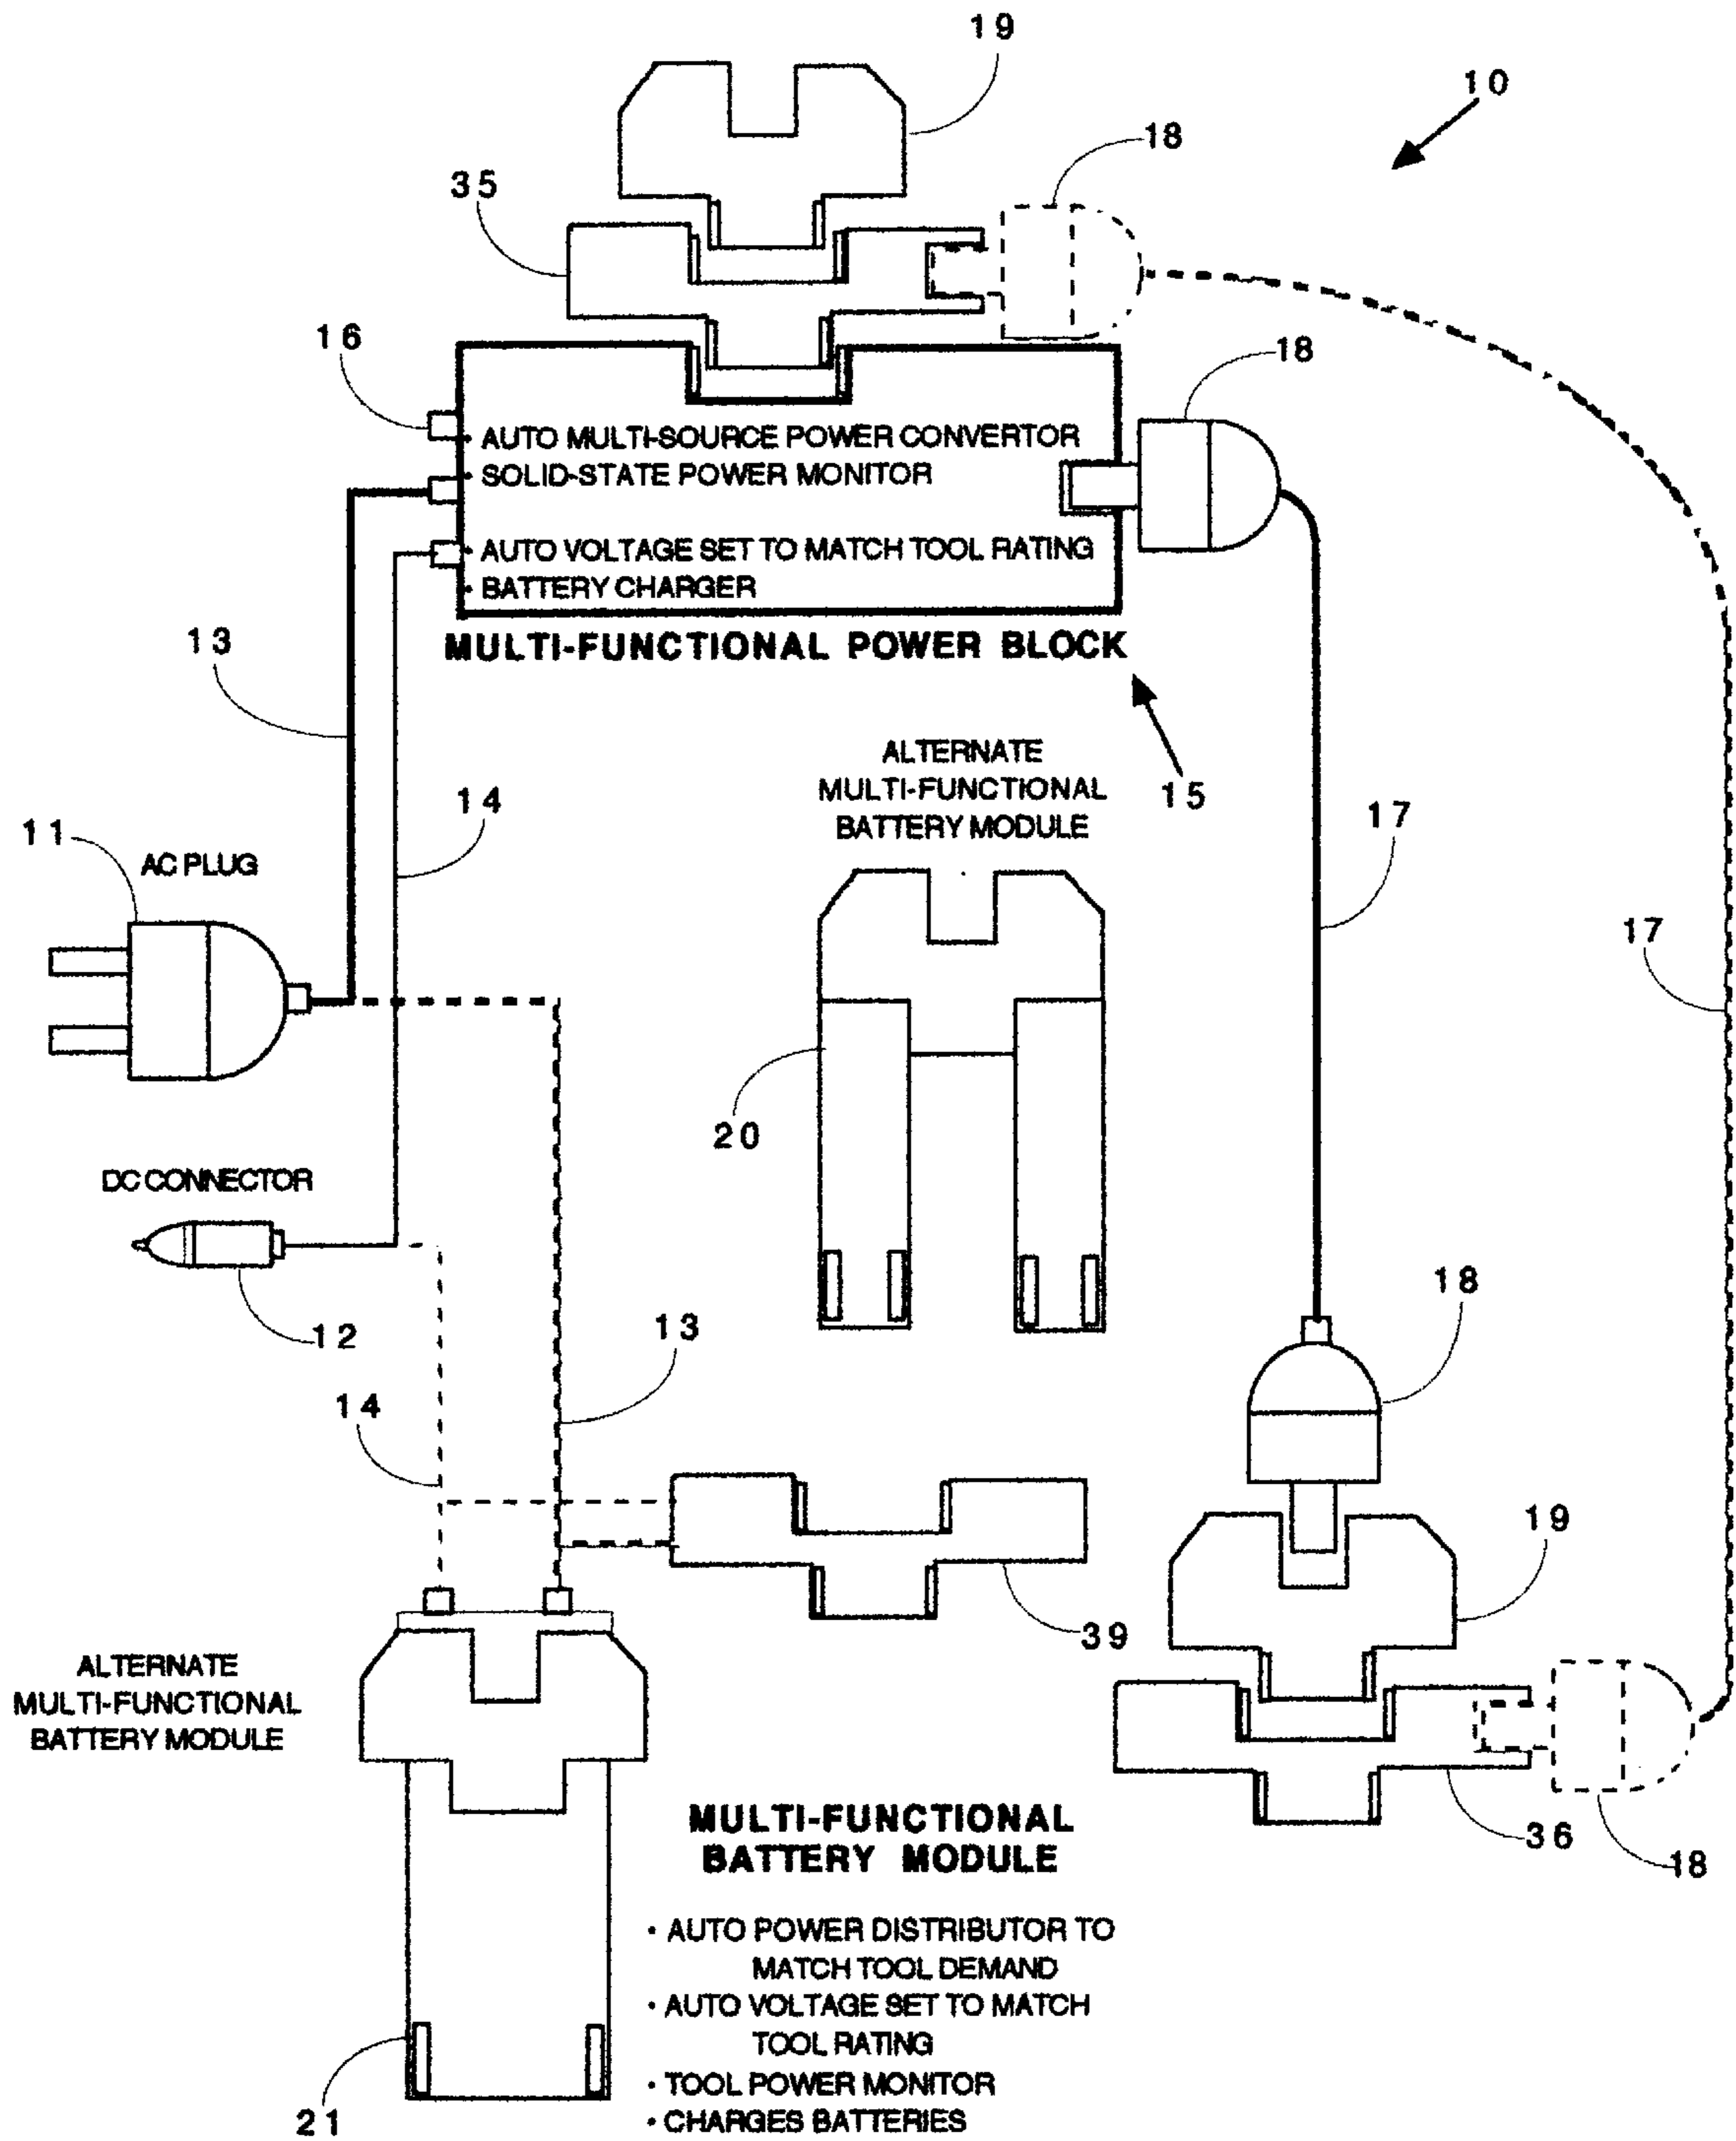 19
10
18
35
16
18
· AUTO MULTI-SOURCE POWER CONVERTOR
· SOLID-STATE POWER MONITOR
· AUTO VOLTAGE SET TO MATCH TOOL RATING
· BATTERY CHARGER
MULTI-FUNCTIONAL POWER BLOCK
13
15
ALTERNATE
MULTI-FUNCTIONAL
BATTERY MODULE
14
17
11
AC PLUG
17
20
DC CONNECTOR
12
18
13
14
19
39
ALTERNATE
MULTI-FUNCTIONAL
BATTERY MODULE
36
18
MULTI-FUNCTIONAL
BATTERY MODULE
· AUTO POWER DISTRIBUTOR TO
MATCH TOOL DEMAND
· AUTO VOLTAGE SET TO MATCH
TOOL RATING
· TOOL POWER MONITOR
· CHARGES BATTERIES
21